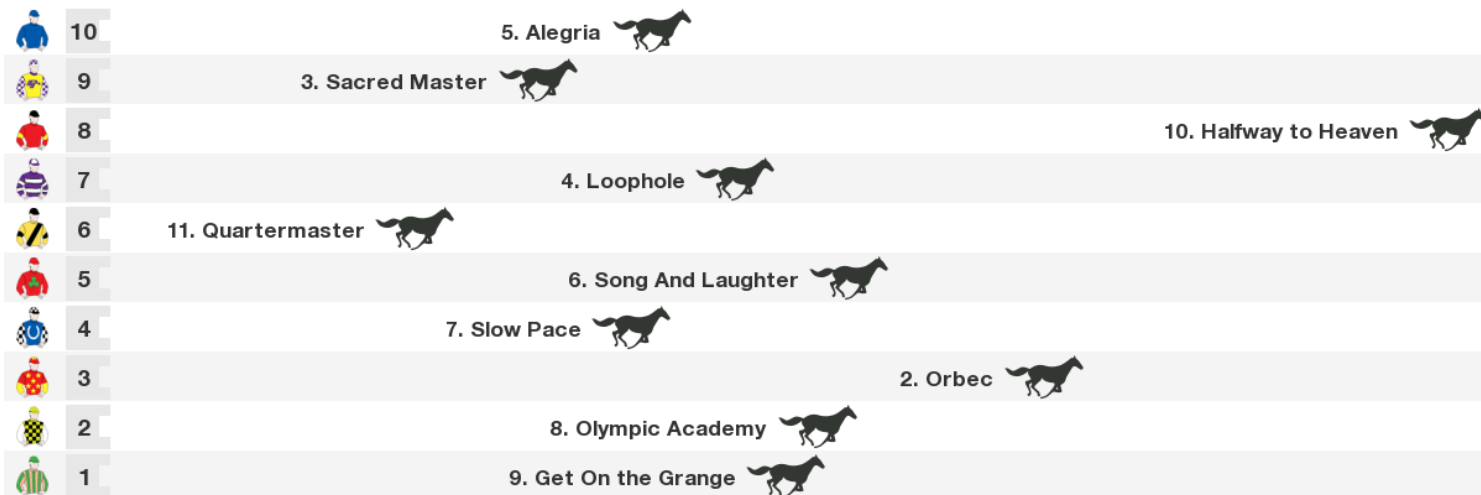 10 5. Alegria
9 3. Sacred Master
8 10. Halfway to Heaven
7 4. Loophole
6 11. Quartermaster
5 6. Song And Laughter
4 7. Slow Pace
3 2. Orbec
2 8. Olympic Academy
1 9. Get On the Grange